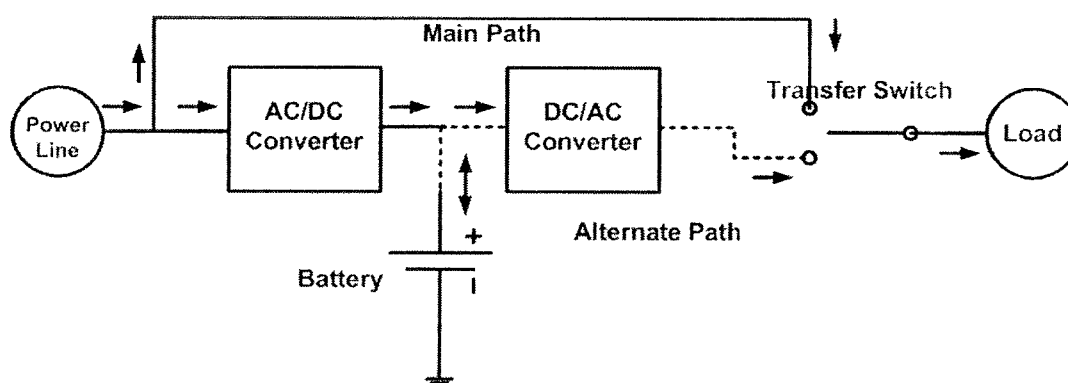 Main Path
Transfer Switch
Power
Line
AC/DC
Converter
DC/AC
Converter
Load
Alternate Path
Battery
+